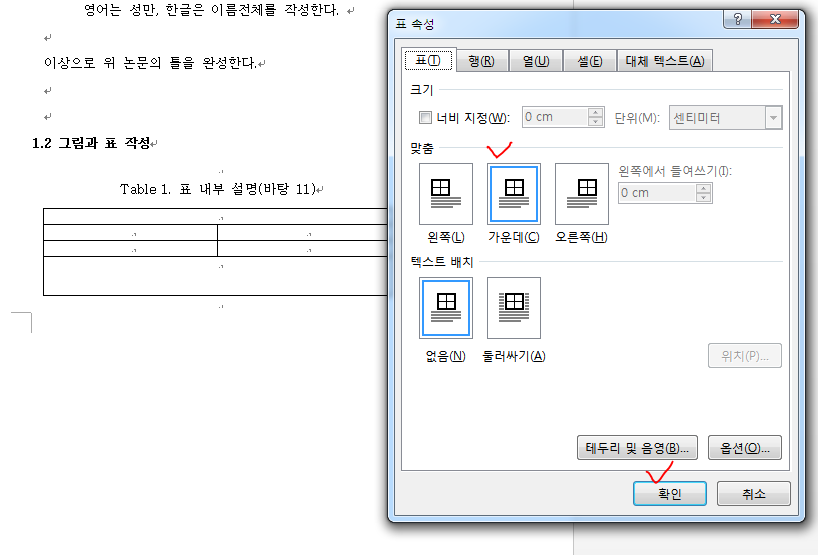 영어는 성만, 한글은 이름전체를 작성한다.
이상으로 위 논문의 틀을 완성한다.
1.2 그림과 표 작성
Table 1. 표 내부 설명(바탕 11)
표 속성
표(T) 행(R) 열(U) 셀(E) 대체 텍스트(A)
크기
너비 지정(W): 0 cm 단위(M): 센티미터
맞춤
왼쪽에서 들여쓰기(I):
0 cm
왼쪽(L) 가운데(C) 오른쪽(H)
텍스트 배치
없음(N) 둘러싸기(A)
위치(P)...
테두리 및 음영(B)... 옵션(O)...
확인 취소